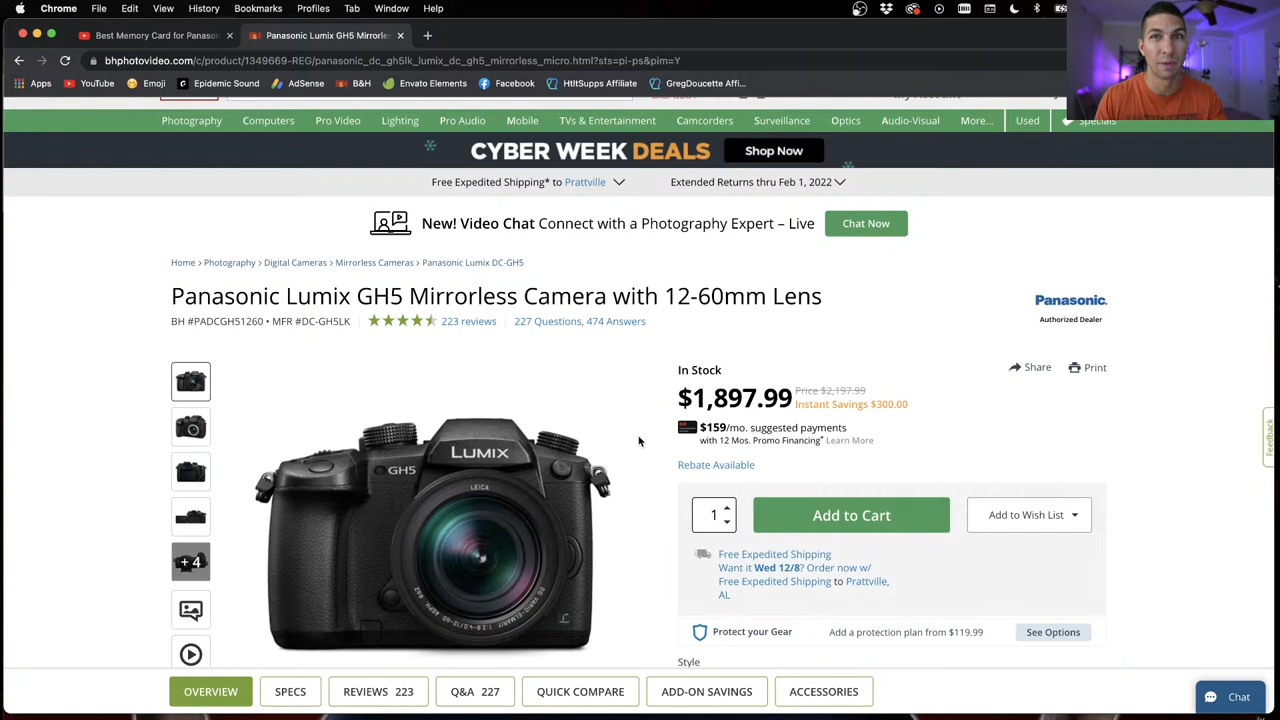 Chrome File Edit View History Bookmarks Profiles Tab Window Help
Best Memory Card for Panason × Panasonic Lumix GH5 Mirrorles × +
bhphotovideo.com/c/product/1349669-REG/panasonic_dc_gh5lk_lumix_dc_gh5_mirrorless_micro.html?sts=pi-ps&pim=Y
Apps YouTube Emoji Epidemic Sound AdSense B&H Envato Elements Facebook HtltSupps Affiliate GregDoucette Affi...
Photography Computers Pro Video Lighting Pro Audio Mobile TVs & Entertainment Camcorders Surveillance Optics Audio-Visual More... Used Specials
CYBER WEEK DEALS Shop Now
Free Expedited Shipping* to Prattville Extended Returns thru Feb 1, 2022
New! Video Chat Connect with a Photography Expert – Live Chat Now
Home › Photography › Digital Cameras › Mirrorless Cameras › Panasonic Lumix DC-GH5
Panasonic Lumix GH5 Mirrorless Camera with 12-60mm Lens
BH #PADCGH51260 • MFR #DC-GH5LK 223 reviews 227 Questions, 474 Answers
Panasonic.
Authorized Dealer
In Stock Share Print
$1,897.99 Price $2,197.99
Instant Savings $300.00
$159/mo. suggested payments
with 12 Mos. Promo Financing* Learn More
Rebate Available
LUMIX
GH5
LEICA
1 Add to Cart Add to Wish List
+ 4
Free Expedited Shipping
Want it Wed 12/8? Order now w/
Free Expedited Shipping to Prattville,
AL
Protect your Gear Add a protection plan from $119.99 See Options
Style
OVERVIEW SPECS REVIEWS 223 Q&A 227 QUICK COMPARE ADD-ON SAVINGS ACCESSORIES
Feedback
Chat